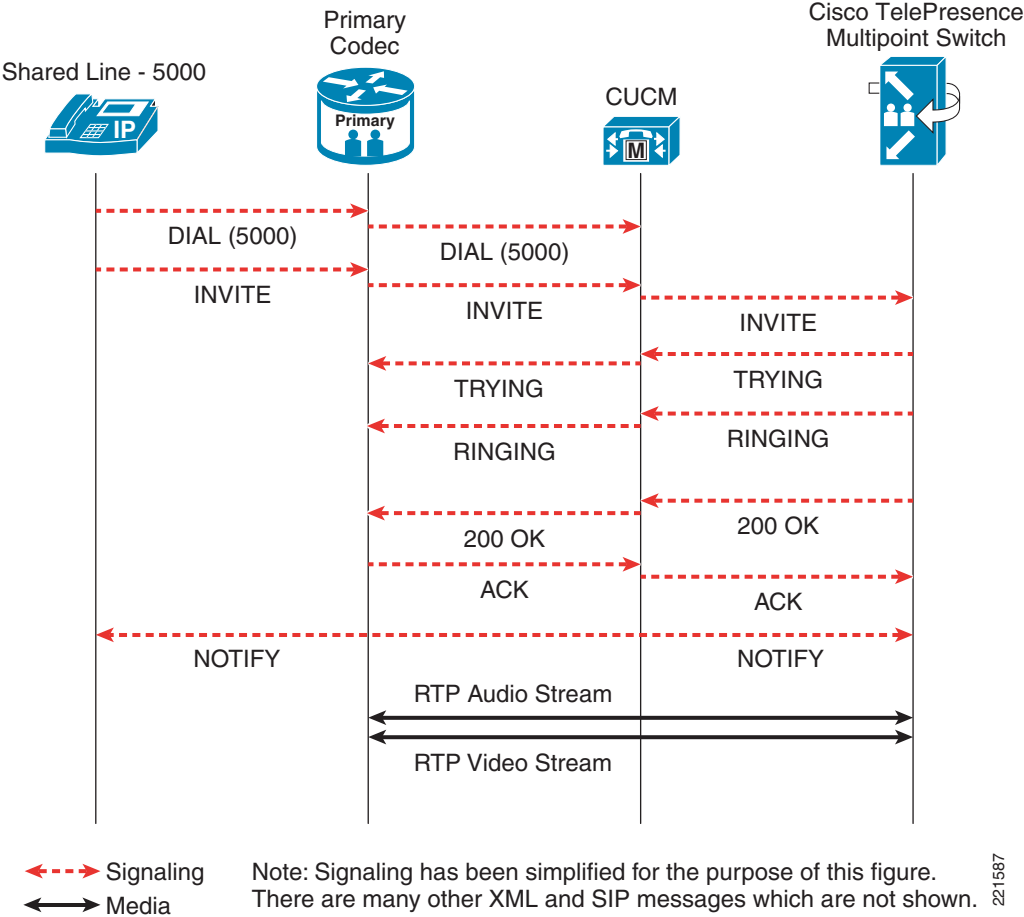 Primary
Codec
Cisco TelePresence
Multipoint Switch
Shared Line - 5000
CUCM
IP
Primary
M
DIAL (5000)
DIAL (5000)
INVITE
INVITE
INVITE
TRYING
TRYING
RINGING
RINGING
200 OK
200 OK
ACK
ACK
NOTIFY
NOTIFY
RTP Audio Stream
RTP Video Stream
Signaling
Media
Note: Signaling has been simplified for the purpose of this figure.
There are many other XML and SIP messages which are not shown.
221587